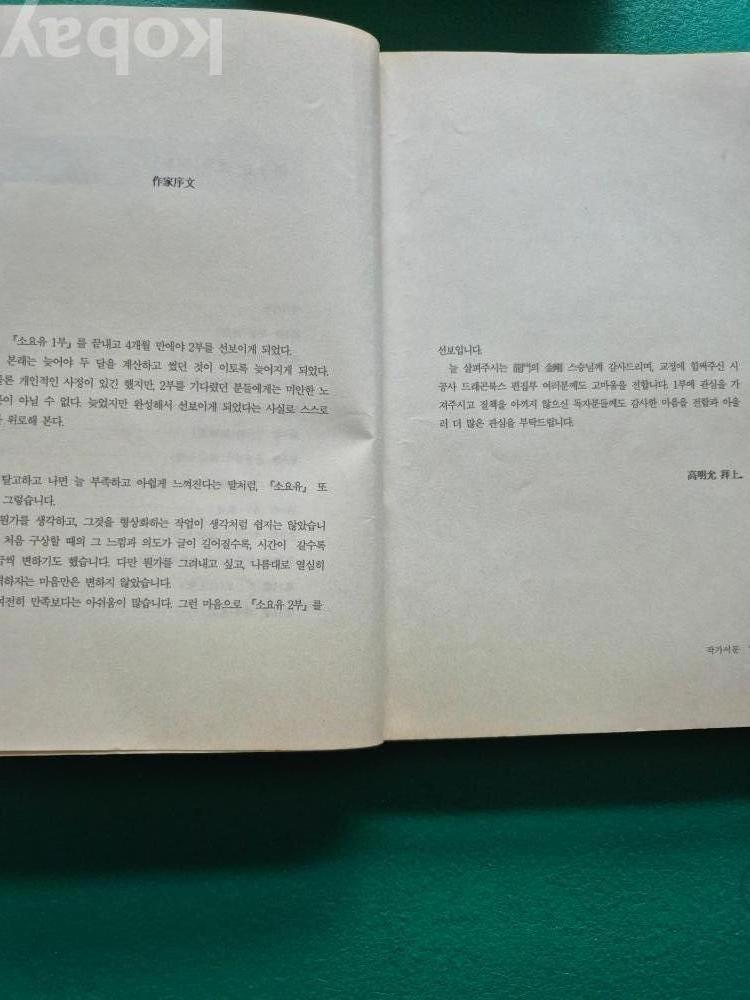 kobay
作家序文
『소요유 1부』를 끝내고 4개월 만에야 2부를 선보이게 되었다.
본래는 늦어야 두 달을 계산하고 썼던 것이 이토록 늦어지게 되었다.
론 개인적인 사정이 있긴 했지만, 2부를 기다렸던 분들에게는 미안한 노
이 아닐 수 없다. 늦었지만 완성해서 선보이게 되었다는 사실로 스스로
위로해 본다.
탈고하고 나면 늘 부족하고 아쉽게 느껴진다는 말처럼, 『소요유』 또
그렇습니다.
뭔가를 생각하고, 그것을 형상화하는 작업이 생각처럼 쉽지는 않았습니
처음 구상할 때의 그 느낌과 의도가 글이 길어질수록, 시간이 갈수록
씩 변하기도 했습니다. 다만 뭔가를 그려내고 싶고, 나름대로 열심히
하자는 마음만은 변하지 않았습니다.
여전히 만족보다는 아쉬움이 많습니다. 그런 마음으로 『소요유 2부』를
선보입니다.
늘 살펴주시는 龍門의 金剛 스승님께 감사드리며, 교정에 힘써주신 시
공사 드래곤북스 편집부 여러분께도 고마움을 전합니다. 1부에 관심을 가
져주시고 질책을 아끼지 않으신 독자분들께도 감사한 마음을 전함과 아울
러 더 많은 관심을 부탁드립니다.
高明允 拜上.
작가서문